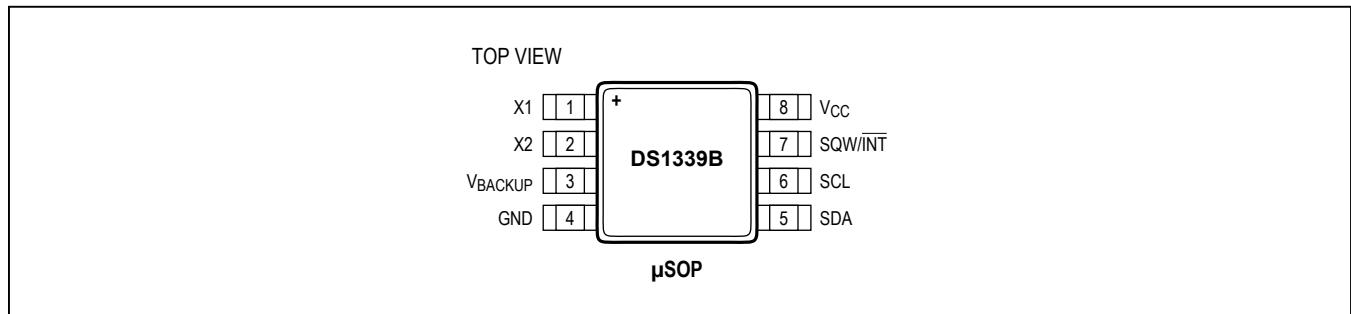 TOP VIEW
X1 1 + 8 VCC
X2 2 7 SQW/INT
DS1339B
VBACKUP 3 6 SCL
GND 4 5 SDA
µSOP